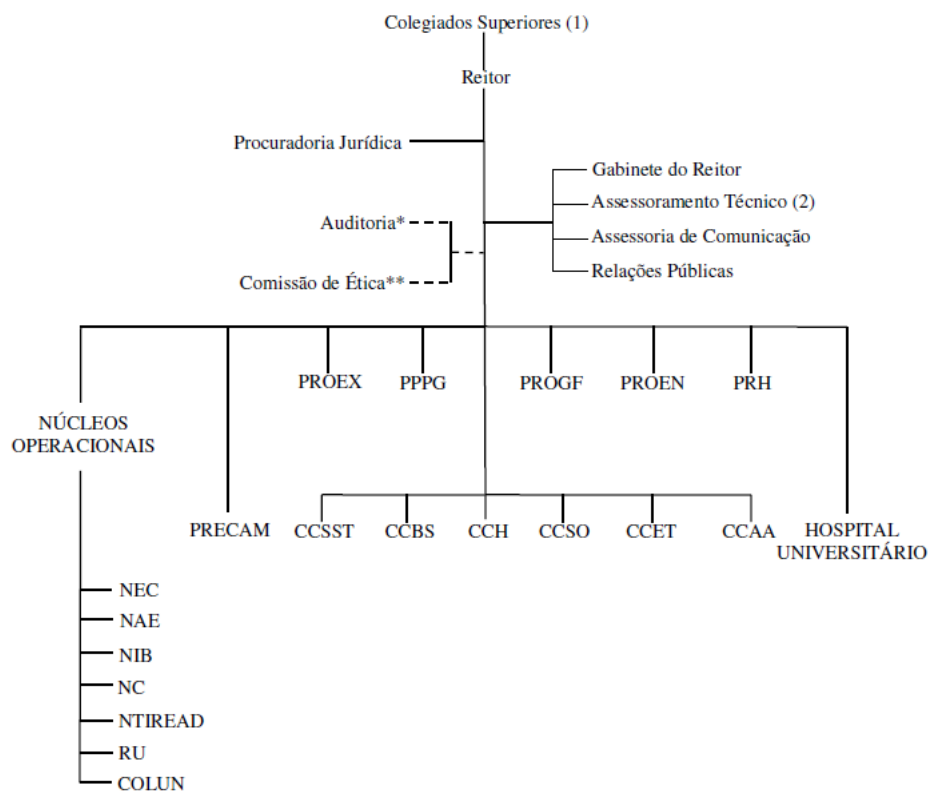 Colegiados Superiores (1)
Reitor
Procuradoria Jurídica
Gabinete do Reitor
Assessoramento Técnico (2)
Auditoria*
Assessoria de Comunicação
Comissão de Ética**
Relações Públicas
PROEX
PPPG
PROGF
PROEN
PRH
NÚCLEOS
OPERACIONAIS
PRECAM
CCSST
CCBS
CCH
CCSO
CCET
CCAA
HOSPITAL
UNIVERSITÁRIO
NEC
NAE
NIB
NC
NTIREAD
RU
COLUN